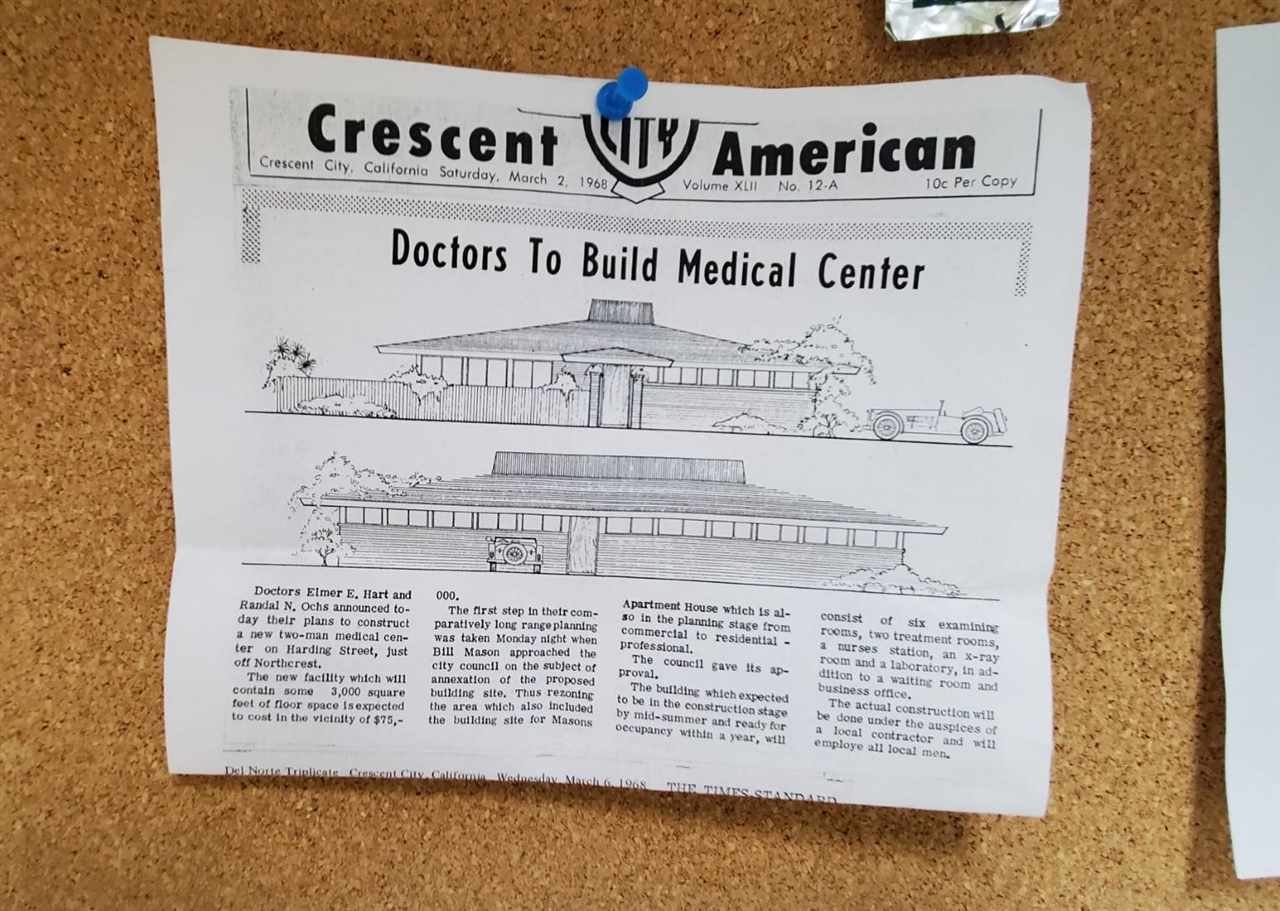 Crescent CITY American
Crescent City, California Saturday, March 2, 1968 Volume XLII No. 12-A 10c Per Copy
Doctors To Build Medical Center
Doctors Elmer E. Hart and
Randal N. Ochs announced to-
day their plans to construct
a new two-man medical cen-
ter on Harding Street, just
off Northcrest.
The new facility which will
contain some 3,000 square
feet of floor space is expected
to cost in the vicinity of $75,-
000.
The first step in their com-
paratively long range planning
was taken Monday night when
Bill Mason approached the
city council on the subject of
annexation of the proposed
building site. Thus rezoning
the area which also included
the building site for Masons
Apartment House which is al-
so in the planning stage from
commercial to residential -
professional.
The council gave its ap-
proval.
The building which expected
to be in the construction stage
by mid-summer and ready for
occupancy within a year, will
consist of six examining
rooms, two treatment rooms,
a nurses station, an x-ray
room and a laboratory, in ad-
dition to a waiting room and
business office.
The actual construction will
be done under the auspices of
a local contractor and will
employe all local men.
Del Norte Triplicate, Crescent City, California, Wednesday, March 6, 1968 THE TIMES-STANDARD